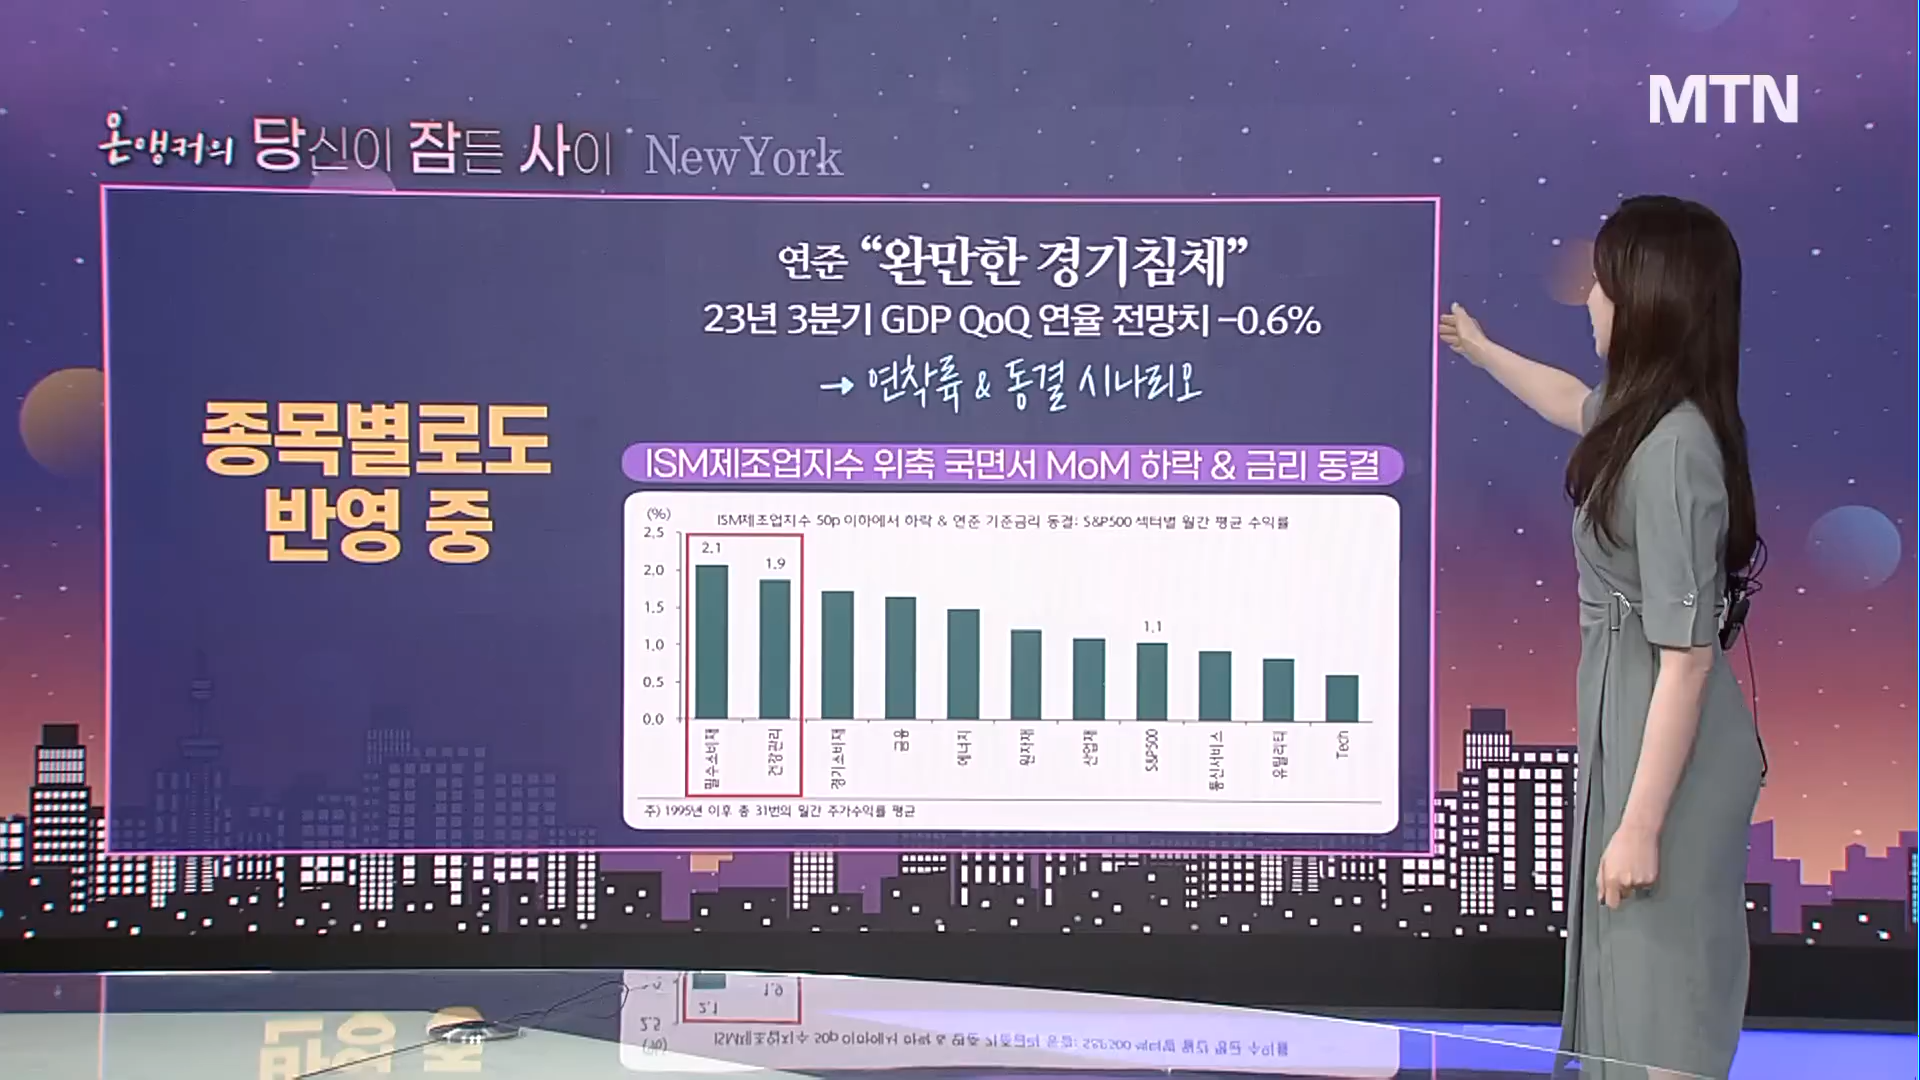 MTN
온앵커의 당신이 잠든 사이 NewYork
연준 “완만한 경기침체”
23년 3분기 GDP QoQ 연율 전망치 -0.6%
→ 연착륙 & 동결 시나리오
종목별로도
반영 중
ISM제조업지수 위축 국면서 MoM 하락 & 금리 동결
(%)
ISM제조업지수 50p 이하에서 하락 & 연준 기준금리 동결: S&P500 섹터별 월간 평균 수익률
2.5
2.0
1.5
1.0
0.5
0.0
2.1
1.9
1.1
필수소비재
건강관리
경기소비재
금융
에너지
원자재
산업재
S&P500
통신서비스
유틸리티
Tech
주) 1995년 이후 총 31번의 월간 주가수익률 평균